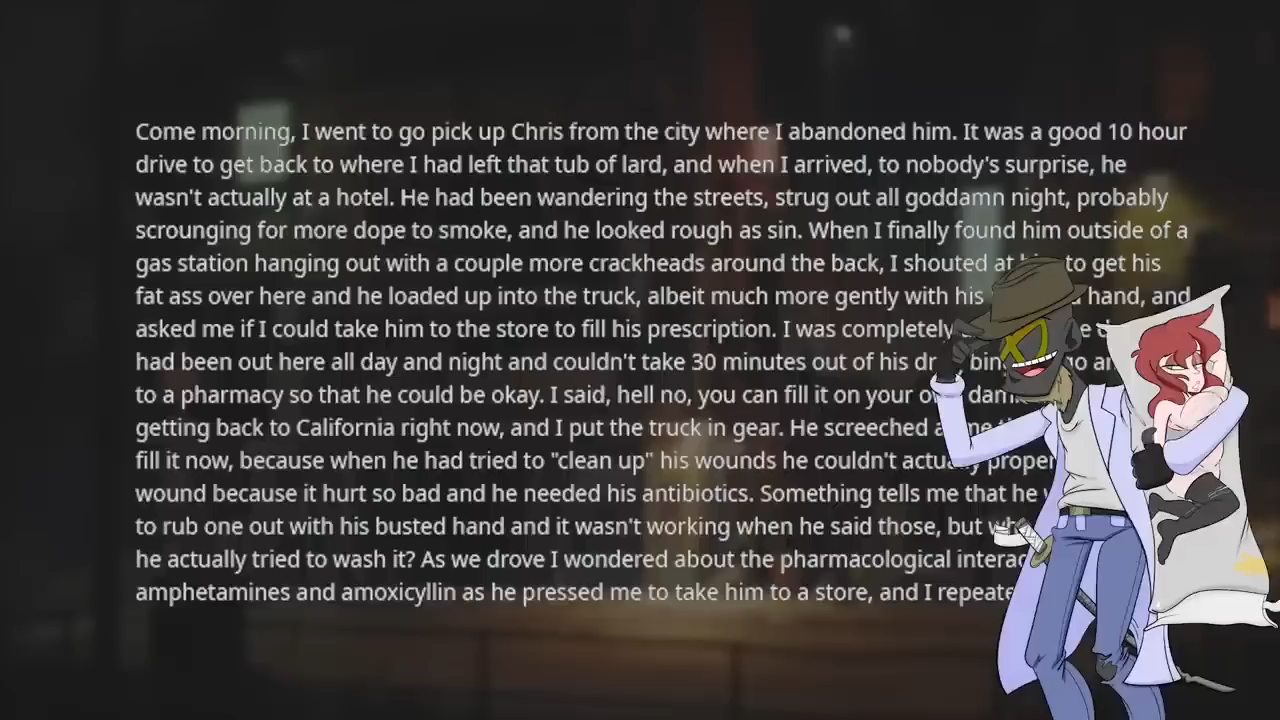 Come morning, I went to go pick up Chris from the city where I abandoned him. It was a good 10 hour
drive to get back to where I had left that tub of lard, and when I arrived, to nobody's surprise, he
wasn't actually at a hotel. He had been wandering the streets, strug out all goddamn night, probably
scrounging for more dope to smoke, and he looked rough as sin. When I finally found him outside of a
gas station hanging out with a couple more crackheads around the back, I shouted at to get his
fat ass over here and he loaded up into the truck, albeit much more gently with his hand, and
asked me if I could take him to the store to fill his prescription. I was completely
had been out here all day and night and couldn't take 30 minutes out of his
to a pharmacy so that he could be okay. I said, hell no, you can fill it on your
getting back to California right now, and I put the truck in gear. He screeched
fill it now, because when he had tried to "clean up" his wounds he couldn't actually
wound because it hurt so bad and he needed his antibiotics. Something tells me that he
to rub one out with his busted hand and it wasn't working when he said those, but
he actually tried to wash it? As we drove I wondered about the pharmacological
amphetamines and amoxicyllin as he pressed me to take him to a store, and I